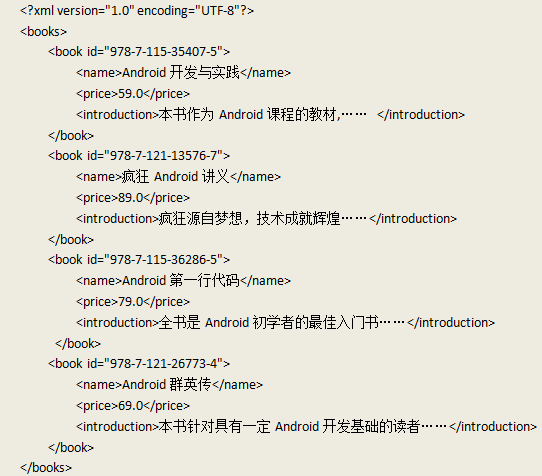 <?xml version="1.0" encoding="UTF-8"?>
<books>
<book id="978-7-115-35407-5">
<name>Android 开发与实践</name>
<price>59.0</price>
<introduction>本书作为 Android 课程的教材,…… </introduction>
</book>
<book id="978-7-121-13576-7">
<name>疯狂 Android 讲义</name>
<price>89.0</price>
<introduction>疯狂源自梦想，技术成就辉煌……</introduction>
</book>
<book id="978-7-115-36286-5">
<name>Android 第一行代码</name>
<price>79.0</price>
<introduction>全书是 Android 初学者的最佳入门书……</introduction>
</book>
<book id="978-7-121-26773-4">
<name>Android 群英传</name>
<price>69.0</price>
<introduction>本书针对具有一定 Android 开发基础的读者……</introduction>
</book>
</books>